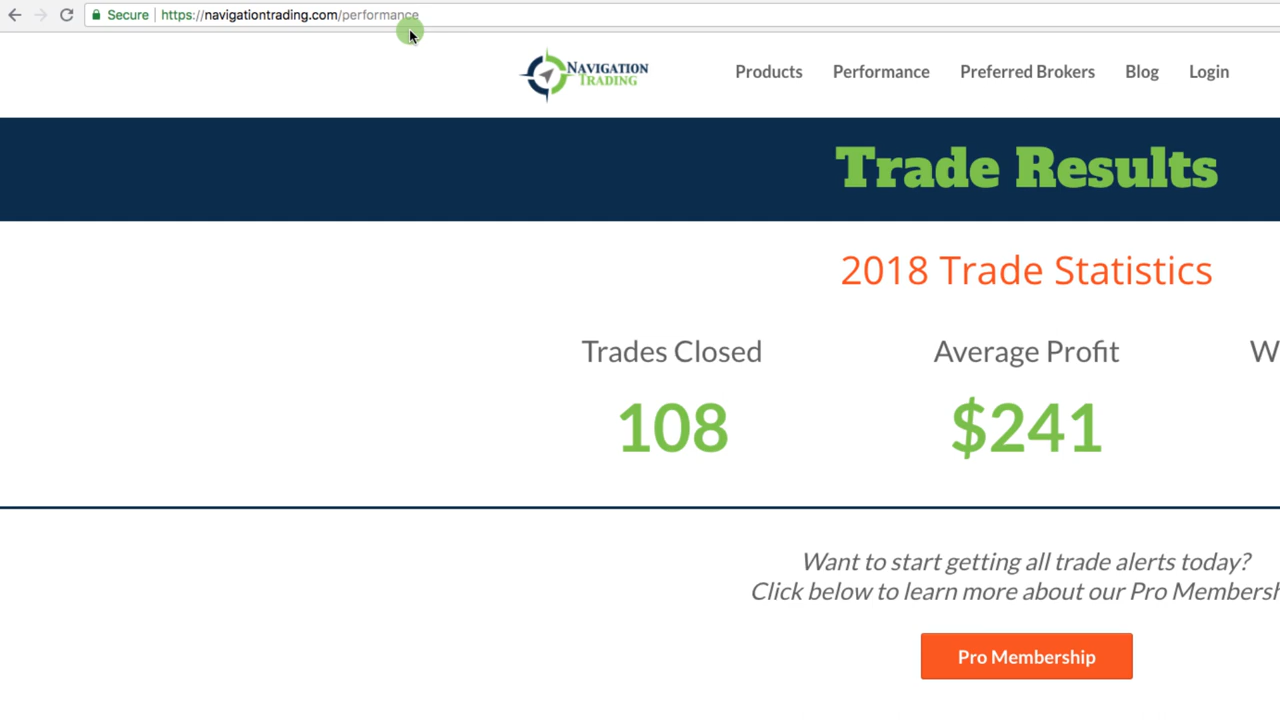 Secure https://navigationtrading.com/performance
NAVIGATION
TRADING
Products Performance Preferred Brokers Blog Login
Trade Results
2018 Trade Statistics
Trades Closed Average Profit W
108 $241
Want to start getting all trade alerts today?
Click below to learn more about our Pro Membersh
Pro Membership